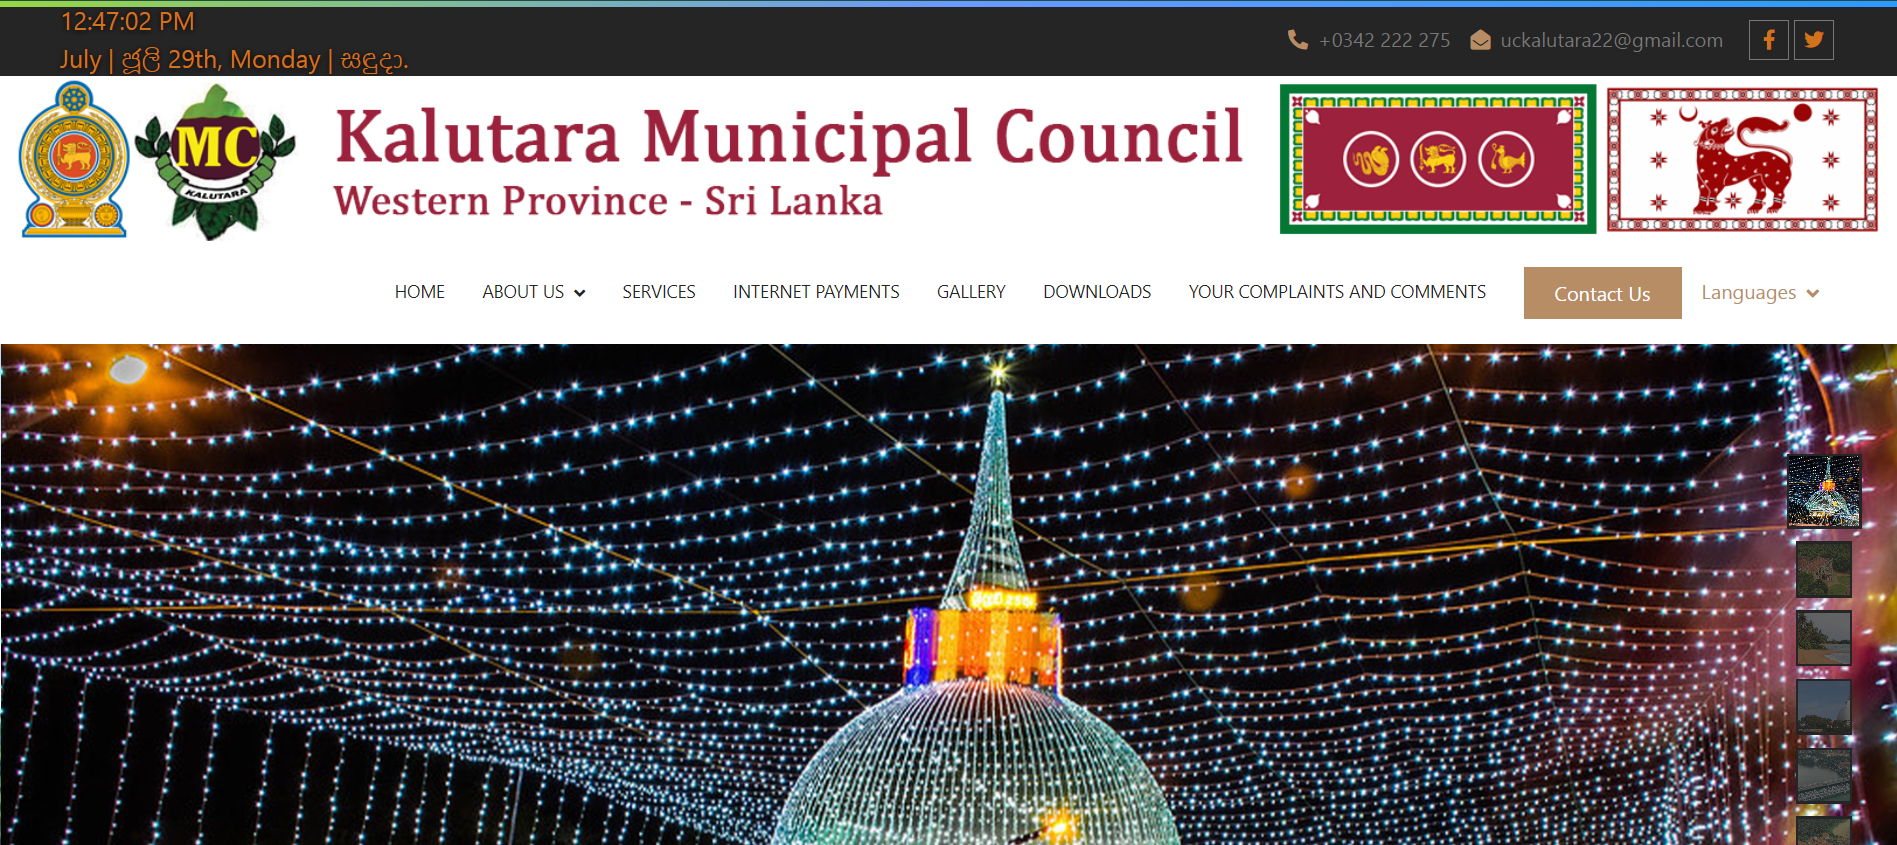 12:47:02 PM
July | ජූලි 29th, Monday | සඳුදා.
+0342 222 275
uckalutara22@gmail.com
MC
KALUTARA
Kalutara Municipal Council
Western Province - Sri Lanka
HOME
ABOUT US
SERVICES
INTERNET PAYMENTS
GALLERY
DOWNLOADS
YOUR COMPLAINTS AND COMMENTS
Contact Us
Languages